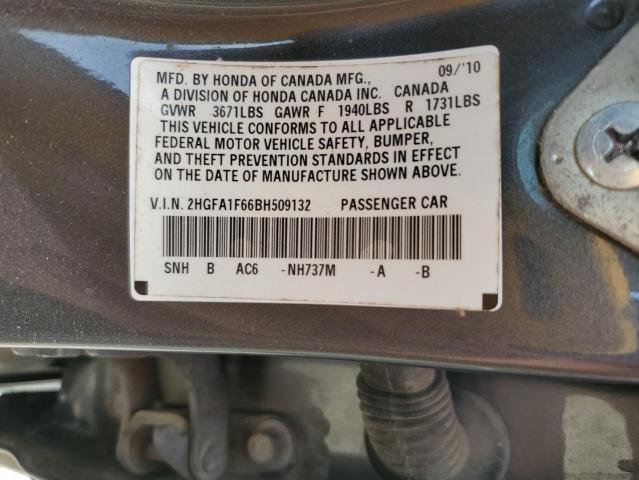 09/'10
MFD. BY HONDA OF CANADA MFG.,
A DIVISION OF HONDA CANADA INC. CANADA
GVWR 3671LBS GAWR F 1940LBS R 1731LBS
THIS VEHICLE CONFORMS TO ALL APPLICABLE
FEDERAL MOTOR VEHICLE SAFETY, BUMPER,
AND THEFT PREVENTION STANDARDS IN EFFECT
ON THE DATE OF MANUFACTURE SHOWN ABOVE.
V.I.N. 2HGFA1F66BH509132 PASSENGER CAR
SNH B AC6 -NH737M -A -B